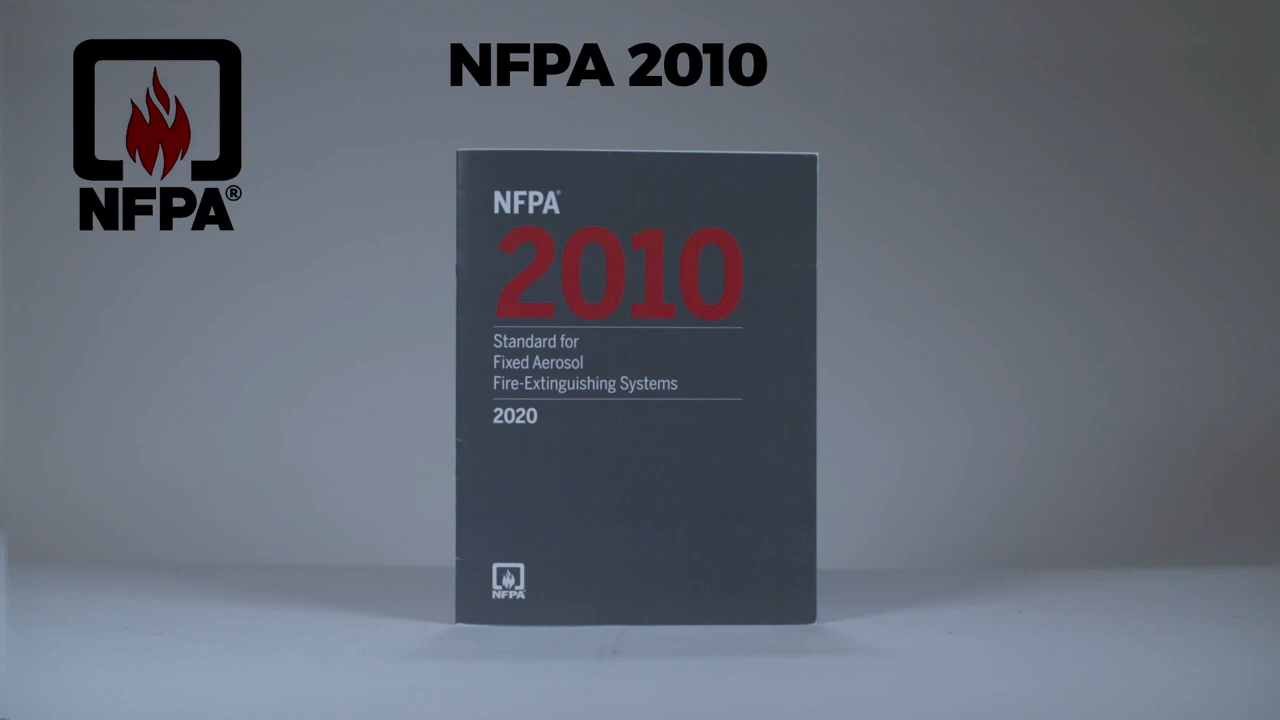 NFPA 2010
NFPA®
NFPA®
2010
Standard for
Fixed Aerosol
Fire-Extinguishing Systems
2020
NFPA